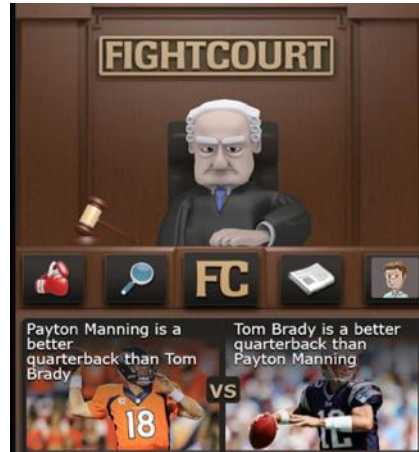 FIGHTCOURT
FC
Payton Manning is a
better
quarterback than Tom
Brady
VS
Tom Brady is a better
quarterback than
Payton Manning
18
12